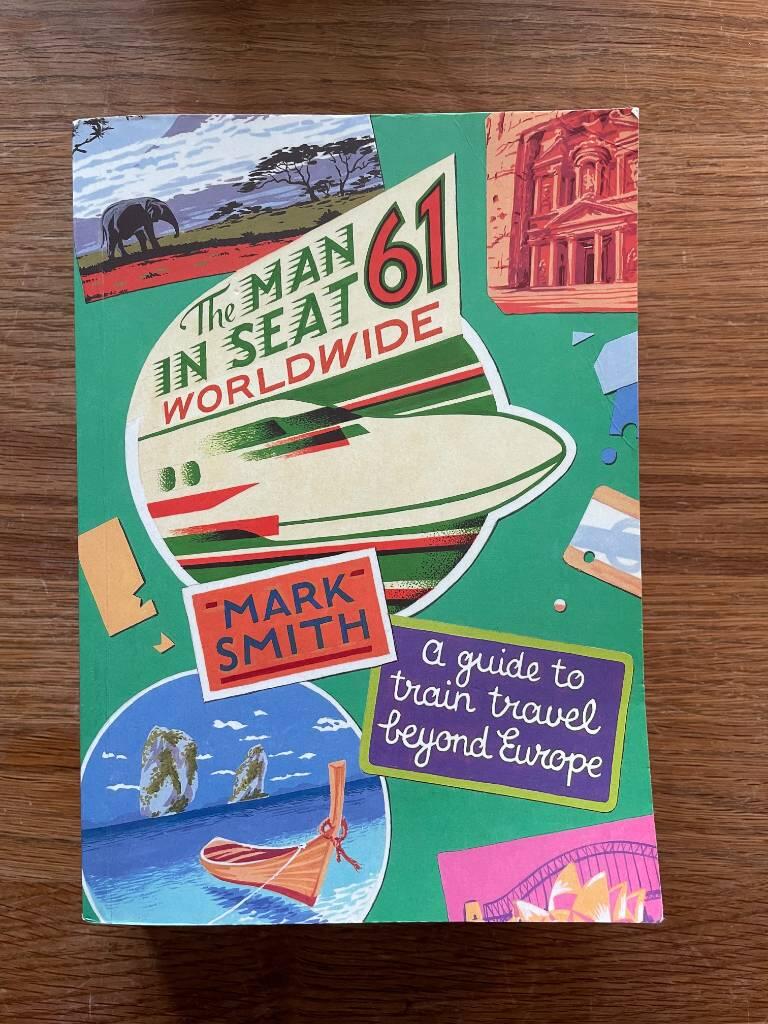 The MAN 61
IN SEAT
WORLDWIDE
MARK
SMITH
A guide to
train travel
beyond Europe